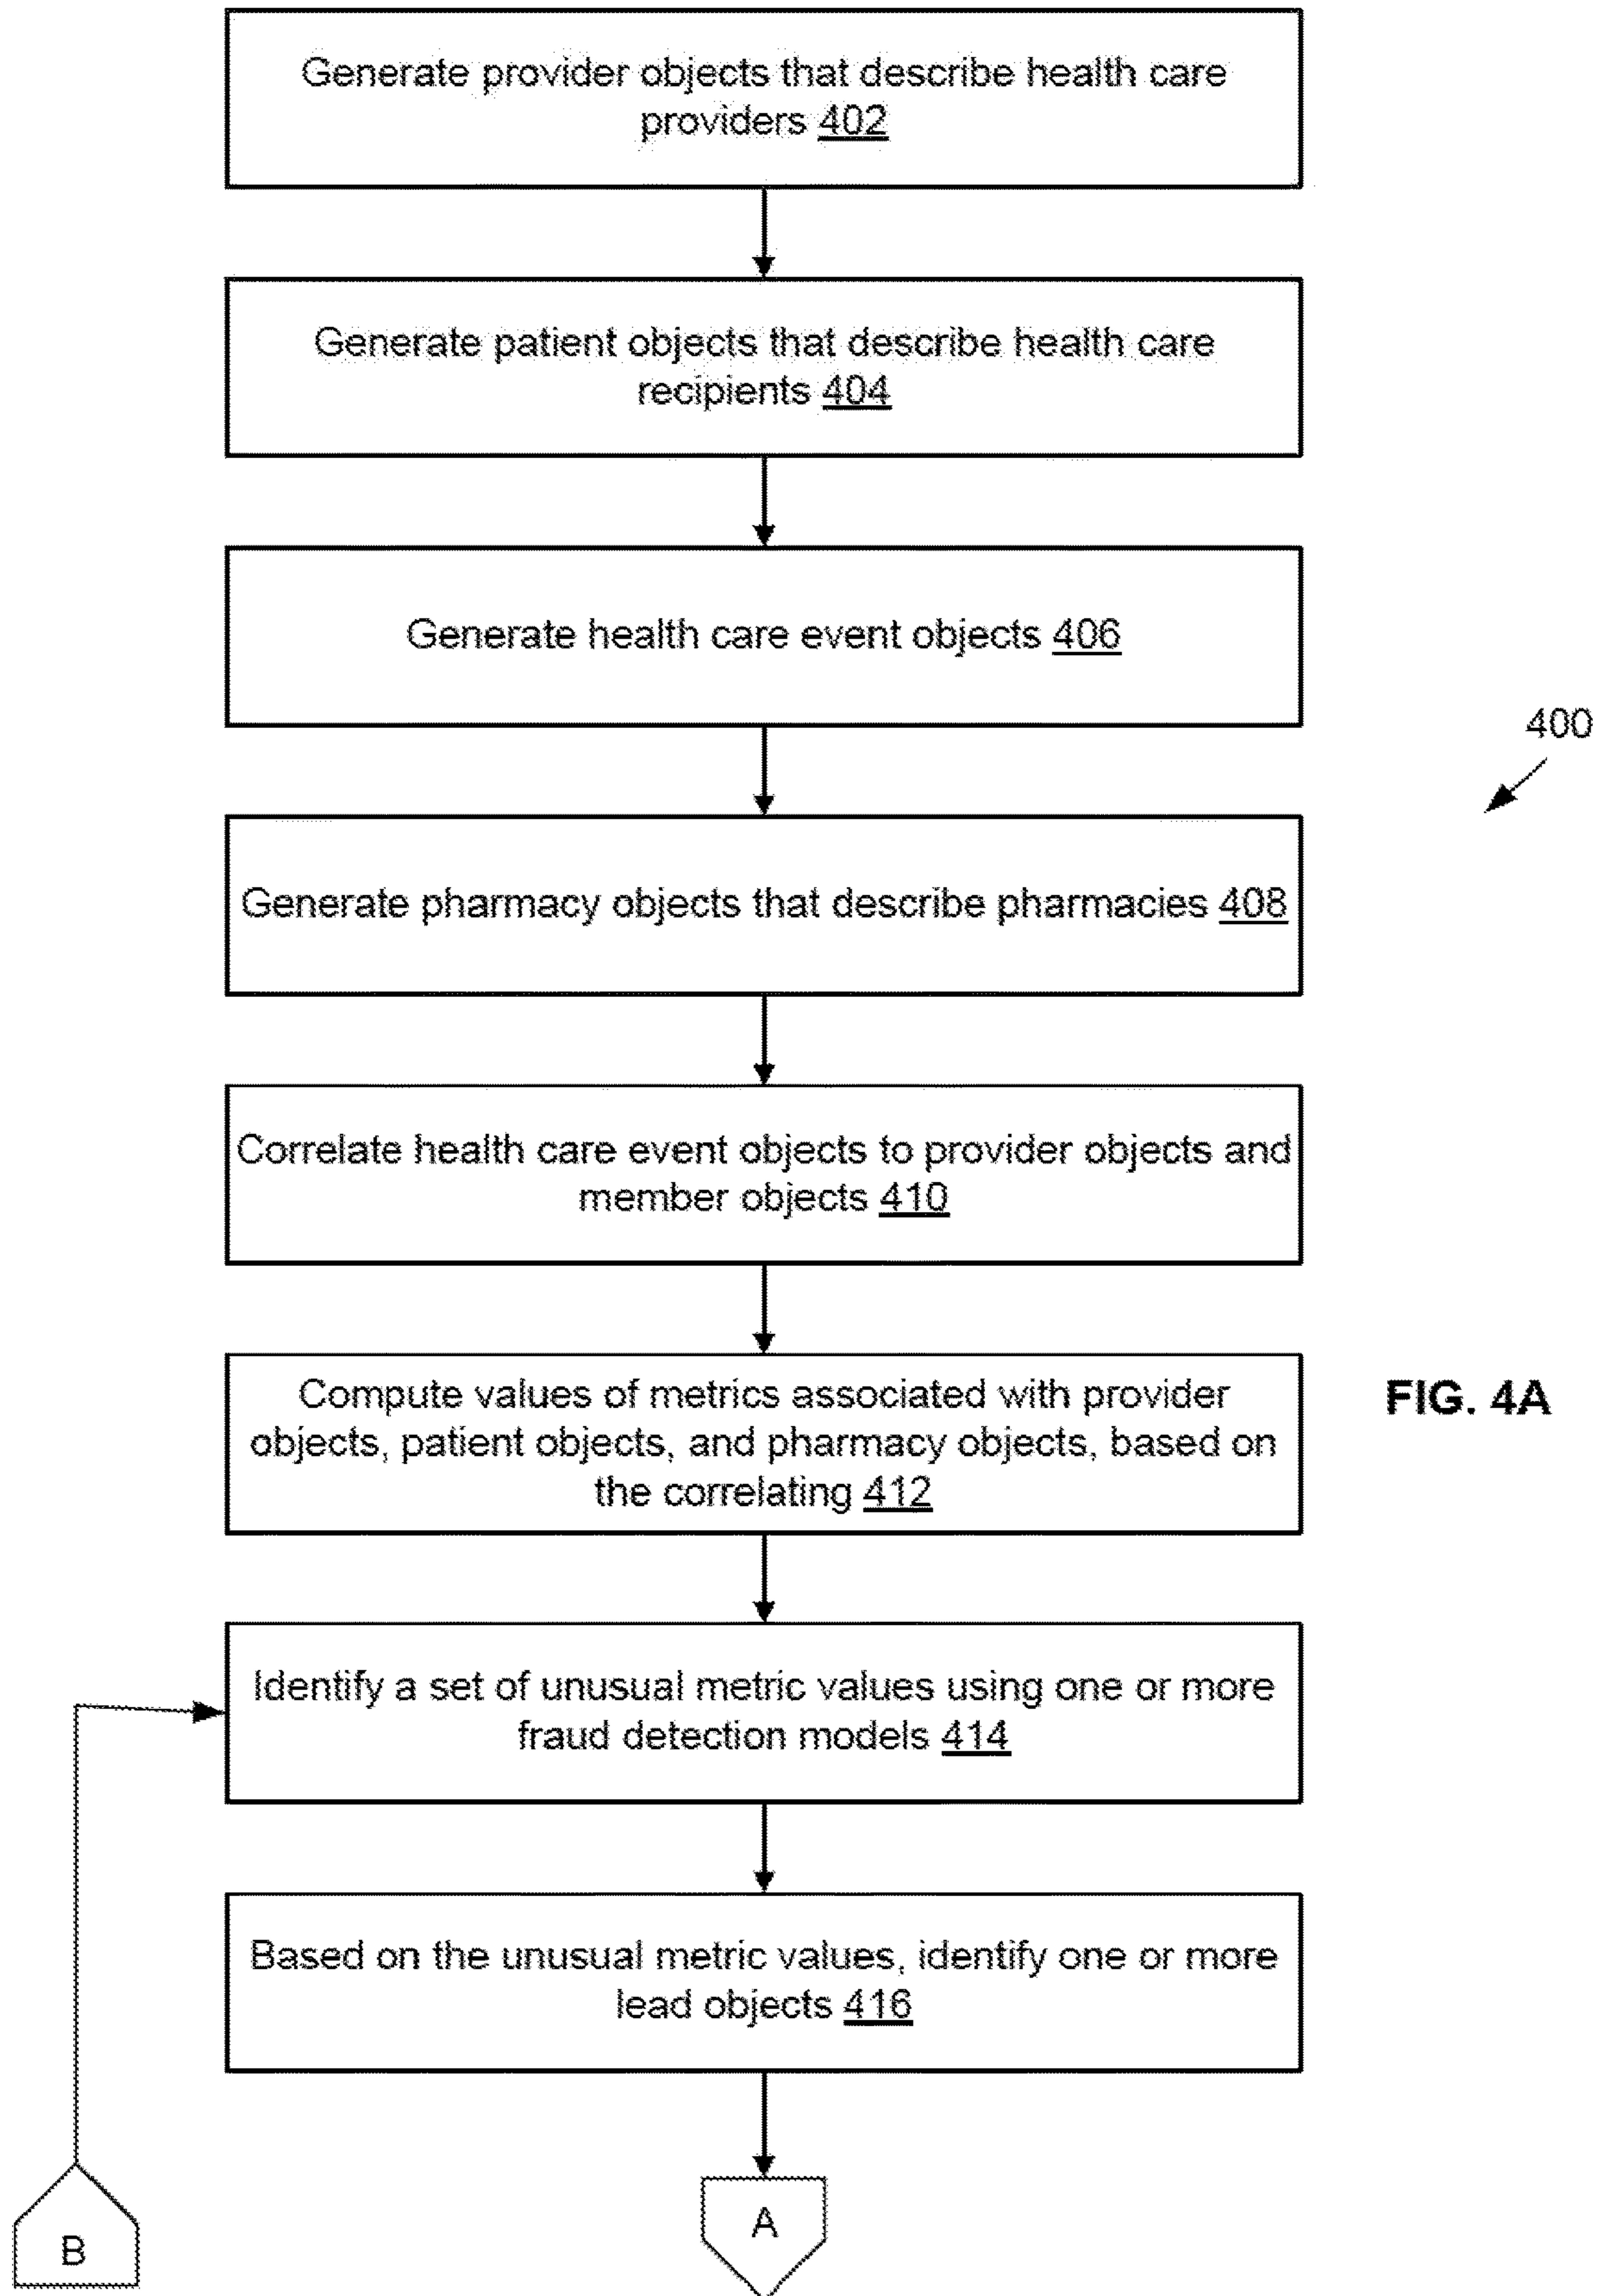 Generate provider objects that describe health care
providers 402
Generate patient objects that describe health care
recipients 404
Generate health care event objects 406
400
Generate pharmacy objects that describe pharmacies 408
Correlate health care event objects to provider objects and
member objects 410
Compute values of metrics associated with provider
objects, patient objects, and pharmacy objects, based on
the correlating 412
FIG. 4A
Identify a set of unusual metric values using one or more
fraud detection models 414
Based on the unusual metric values, identify one or more
lead objects 416
B
A